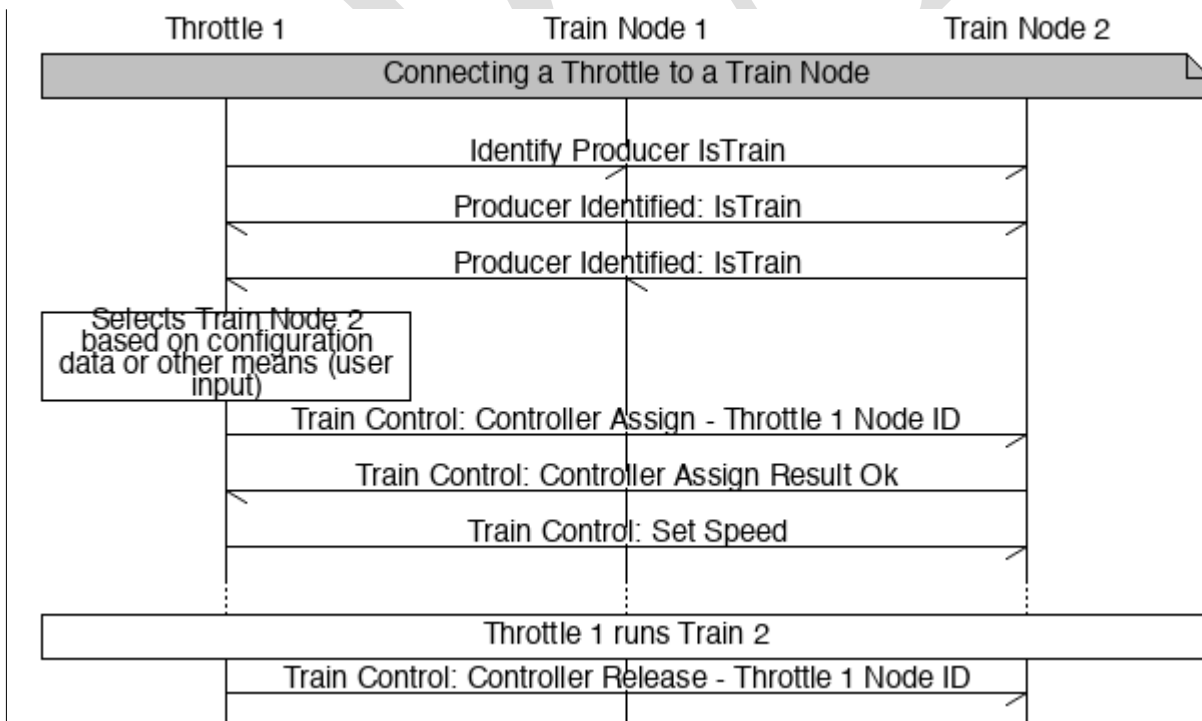 Throttle 1 Train Node 1 Train Node 2
Connecting a Throttle to a Train Node
Identify Producer IsTrain
Producer Identified: IsTrain
Producer Identified: IsTrain
Selects Train Node 2
based on configuration
data or other means (user
input)
Train Control: Controller Assign - Throttle 1 Node ID
Train Control: Controller Assign Result Ok
Train Control: Set Speed
Throttle 1 runs Train 2
Train Control: Controller Release - Throttle 1 Node ID